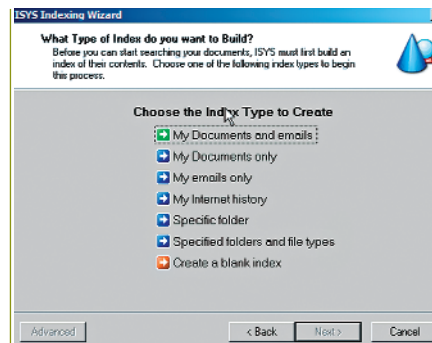 ISYS Indexing Wizard
What Type of Index do you want to Build?
Before you can start searching your documents, ISYS must first build an
index of their contents. Choose one of the following index types to begin
this process.
Choose the Index Type to Create
My Documents and emails
My Documents only
My emails only
My Internet history
Specific folder
Specified folders and file types
Create a blank index
Advanced
< Back
Next >
Cancel